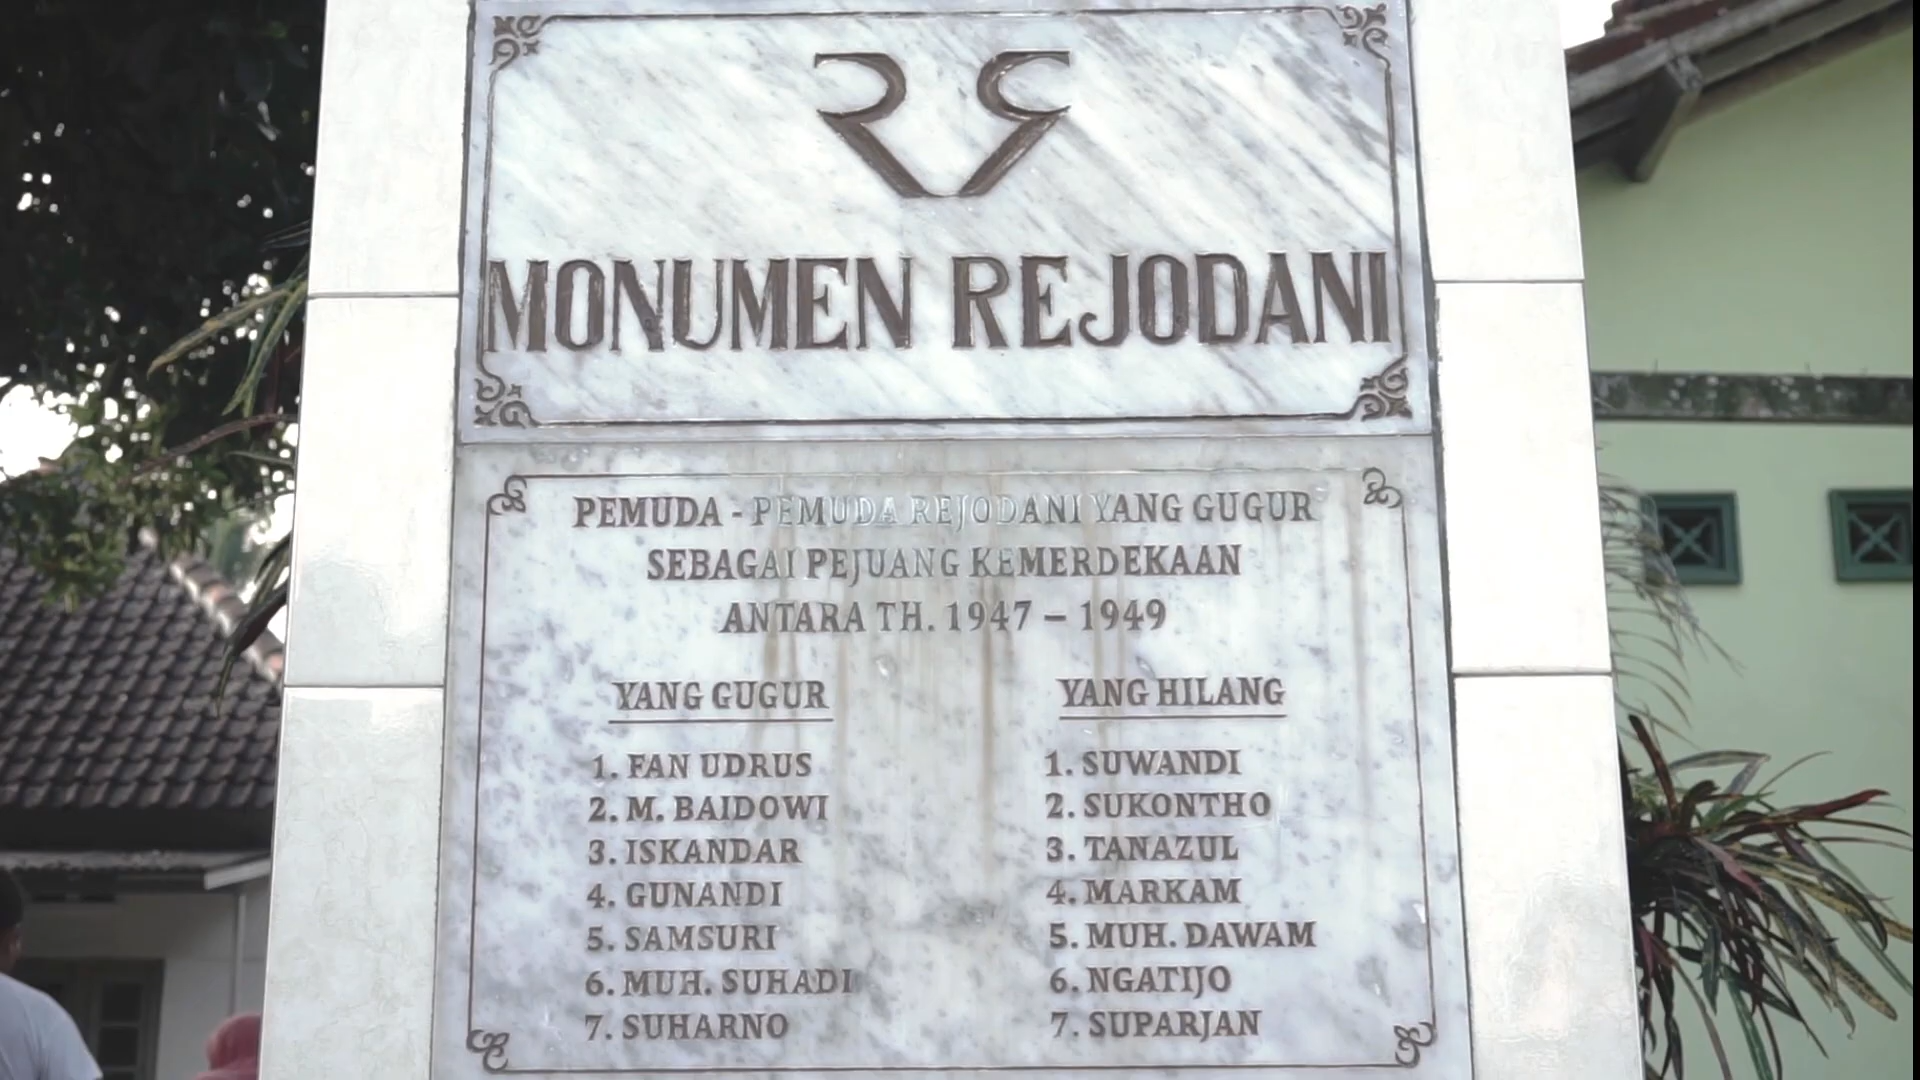 MONUMEN REJODANI
PEMUDA - PEMUDA REJODANI YANG GUGUR
SEBAGAI PEJUANG KEMERDEKAAN
ANTARA TH. 1947 – 1949
YANG GUGUR
1. FAN UDRUS
2. M. BAIDOWI
3. ISKANDAR
4. GUNANDI
5. SAMSURI
6. MUH. SUHADI
7. SUHARNO
YANG HILANG
1. SUWANDI
2. SUKONTHO
3. TANAZUL
4. MARKAM
5. MUH. DAWAM
6. NGATIJO
7. SUPARJAN